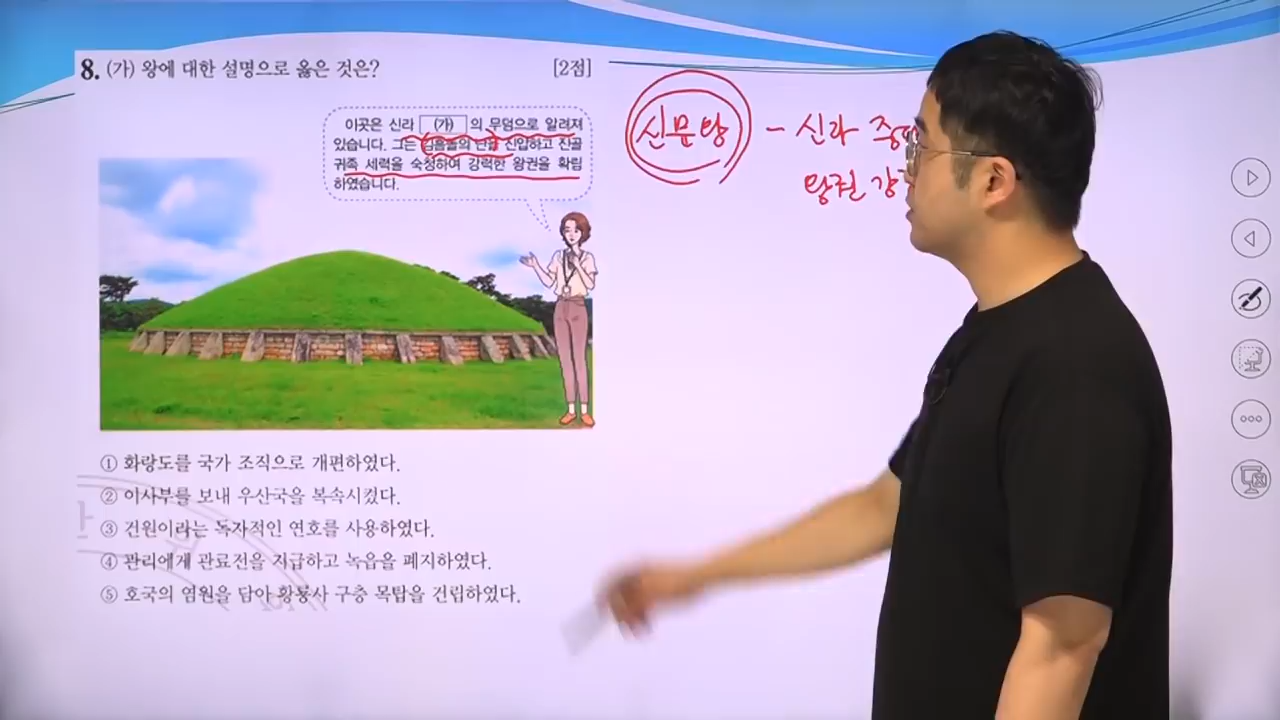 8. (가) 왕에 대한 설명으로 옳은 것은? [2점]
이곳은 신라 (가) 의 무덤으로 알려져
있습니다. 그는 김흠돌의 난을 진압하고 진골
귀족 세력을 숙청하여 강력한 왕권을 확립
하였습니다.
신문왕 - 신라 중
왕권 강
① 화랑도를 국가 조직으로 개편하였다.
② 이사부를 보내 우산국을 복속시켰다.
③ 건원이라는 독자적인 연호를 사용하였다.
④ 관리에게 관료전을 지급하고 녹읍을 폐지하였다.
⑤ 호국의 염원을 담아 황룡사 구층 목탑을 건립하였다.